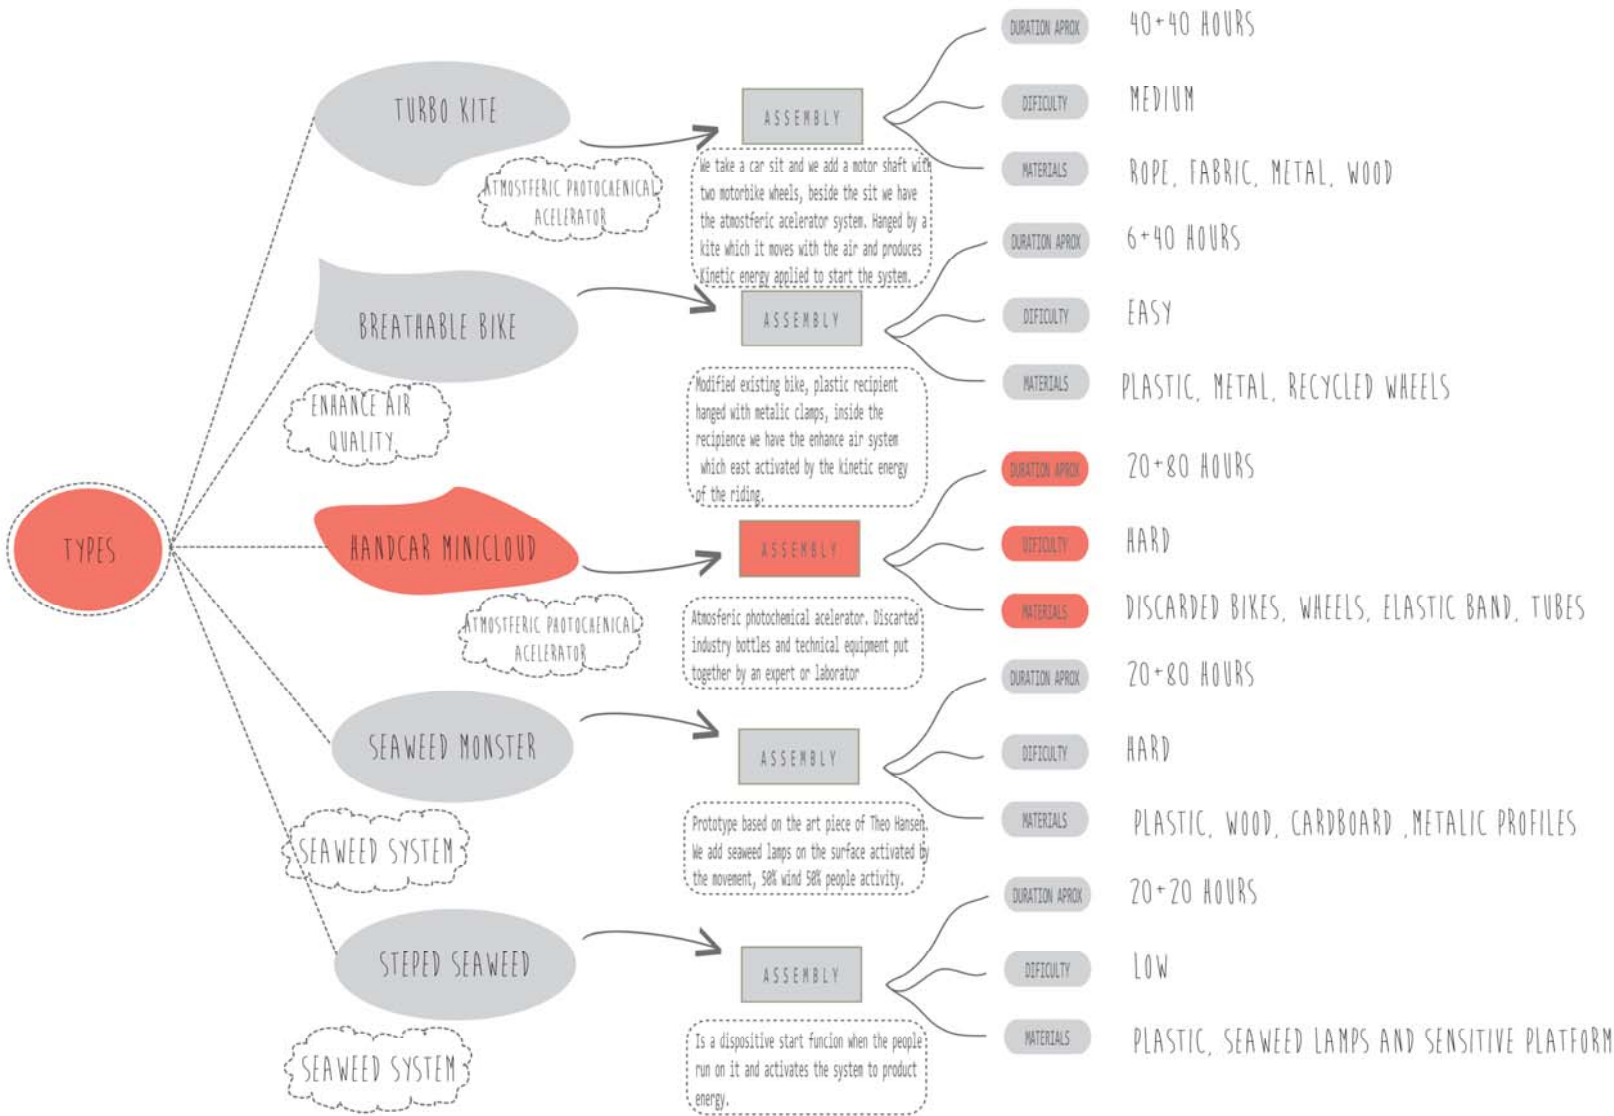 TYPES
TURBO KITE
ATMOSTFERIC PHOTOCHENICAL
ACELERATOR
ASSEMBLY
We take a car sit and we add a motor shaft with
two motorbike wheels, beside the sit we have
the atmostferic acelerator system. Hanged by a
kite which it moves with the air and produces
Kinetic energy applied to start the system.
DURATION APROX
40+40 HOURS
DIFICULTY
MEDIUM
MATERIALS
ROPE, FABRIC, METAL, WOOD
BREATHABLE BIKE
ENHANCE AIR
QUALITY
ASSEMBLY
Modified existing bike, plastic recipient
hanged with metalic clamps, inside the
recipience we have the enhance air system
which east activated by the kinetic energy
of the riding.
DURATION APROX
6+40 HOURS
DIFICULTY
EASY
MATERIALS
PLASTIC, METAL, RECYCLED WHEELS
HANDCAR MINICLOUD
ATMOSTFERIC PHOTOCHENICAL
ACELERATOR
ASSEMBLY
Atmosferic photochemical acelerator. Discarted
industry bottles and technical equipment put
together by an expert or laborator
DURATION APROX
20+80 HOURS
DIFICULTY
HARD
MATERIALS
DISCARDED BIKES, WHEELS, ELASTIC BAND, TUBES
SEAWEED MONSTER
SEAWEED SYSTEM
ASSEMBLY
Prototype based on the art piece of Theo Hansen.
We add seaweed lamps on the surface activated by
the movement, 50% wind 50% people activity.
DURATION APROX
20+80 HOURS
DIFICULTY
HARD
MATERIALS
PLASTIC, WOOD, CARDBOARD ,METALIC PROFILES
STEPED SEAWEED
SEAWEED SYSTEM
ASSEMBLY
Is a dispositive start funcion when the people
run on it and activates the system to product
energy.
DURATION APROX
20+20 HOURS
DIFICULTY
LOW
MATERIALS
PLASTIC, SEAWEED LAMPS AND SENSITIVE PLATFORM